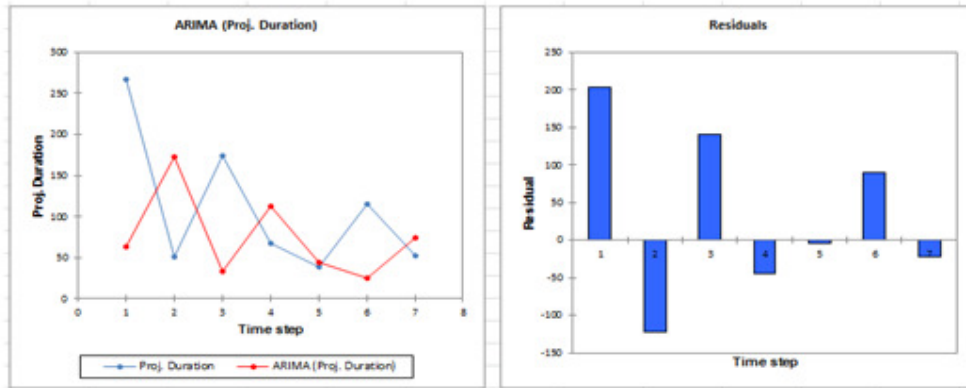 ARIMA (Proj. Duration)
300
250
200
150
100
50
0
Proj. Duration
0 1 2 3 4 5 6 7 8
Time step
Proj. Duration ARIMA (Proj. Duration)
Residuals
250
200
150
100
50
0
-50
-100
-150
Residual
1 2 3 4 5 6 7
Time step